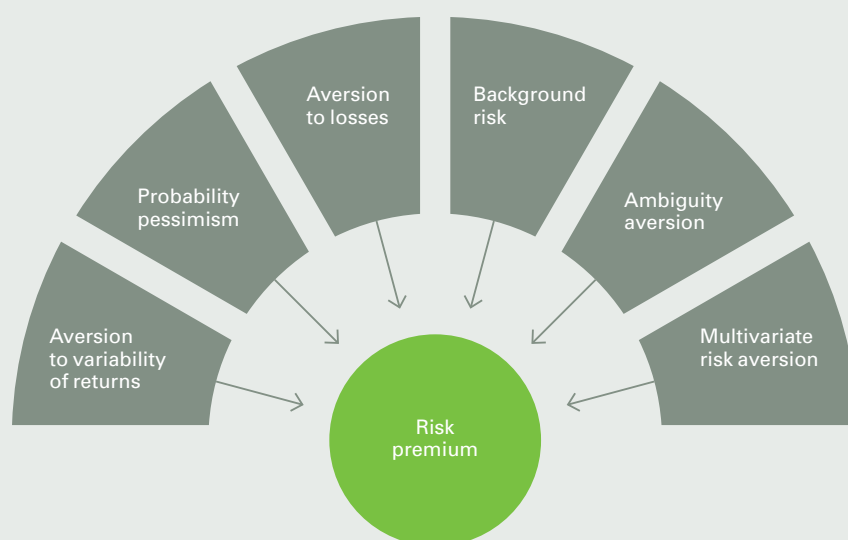 Aversion
to losses
Background
risk
Probability
pessimism
Ambiguity
aversion
Aversion
to variability
of returns
Multivariate
risk aversion
Risk
premium